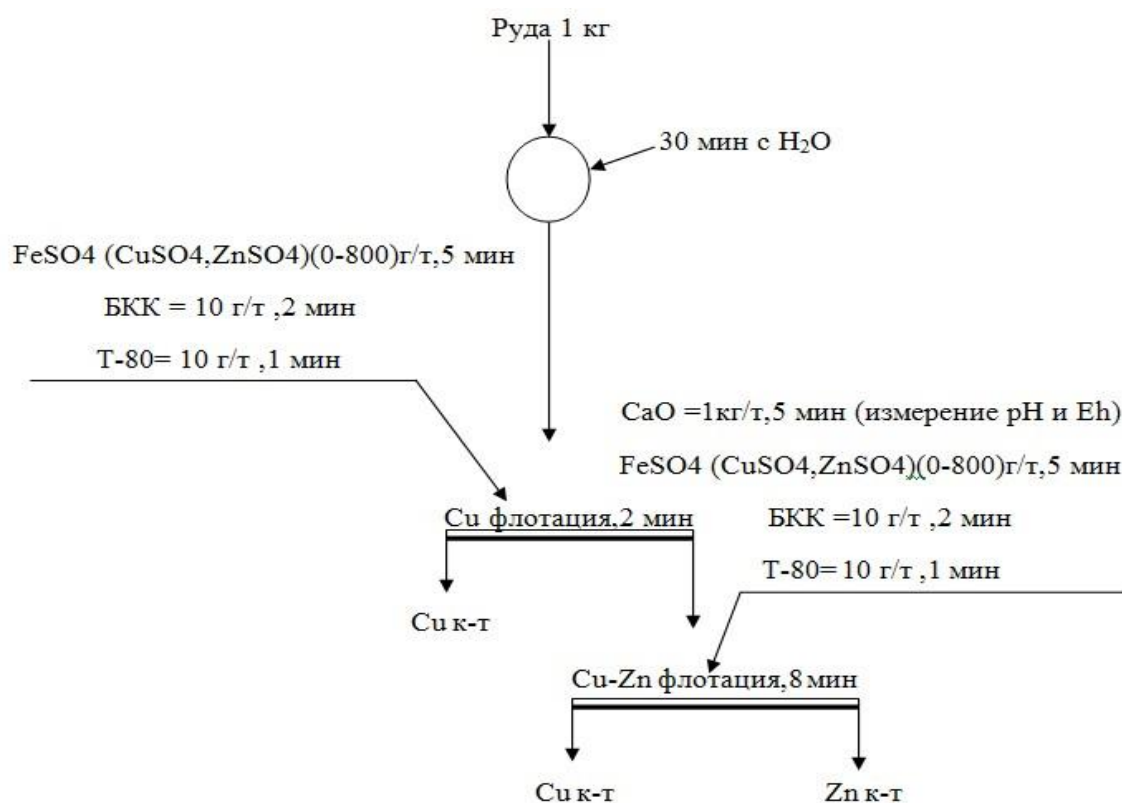 Руда 1 кг
30 мин с H₂O
FeSO4 (CuSO4,ZnSO4)(0-800)г/т,5 мин
БКК = 10 г/т ,2 мин
Т-80= 10 г/т ,1 мин
CaO =1кг/т,5 мин (измерение pH и Eh)
FeSO4 (CuSO4,ZnSO4)(0-800)г/т,5 мин
Cu флотация,2 мин
БКК =10 г/т ,2 мин
Т-80= 10 г/т ,1 мин
Cu к-т
Cu-Zn флотация,8 мин
Cu к-т
Zn к-т